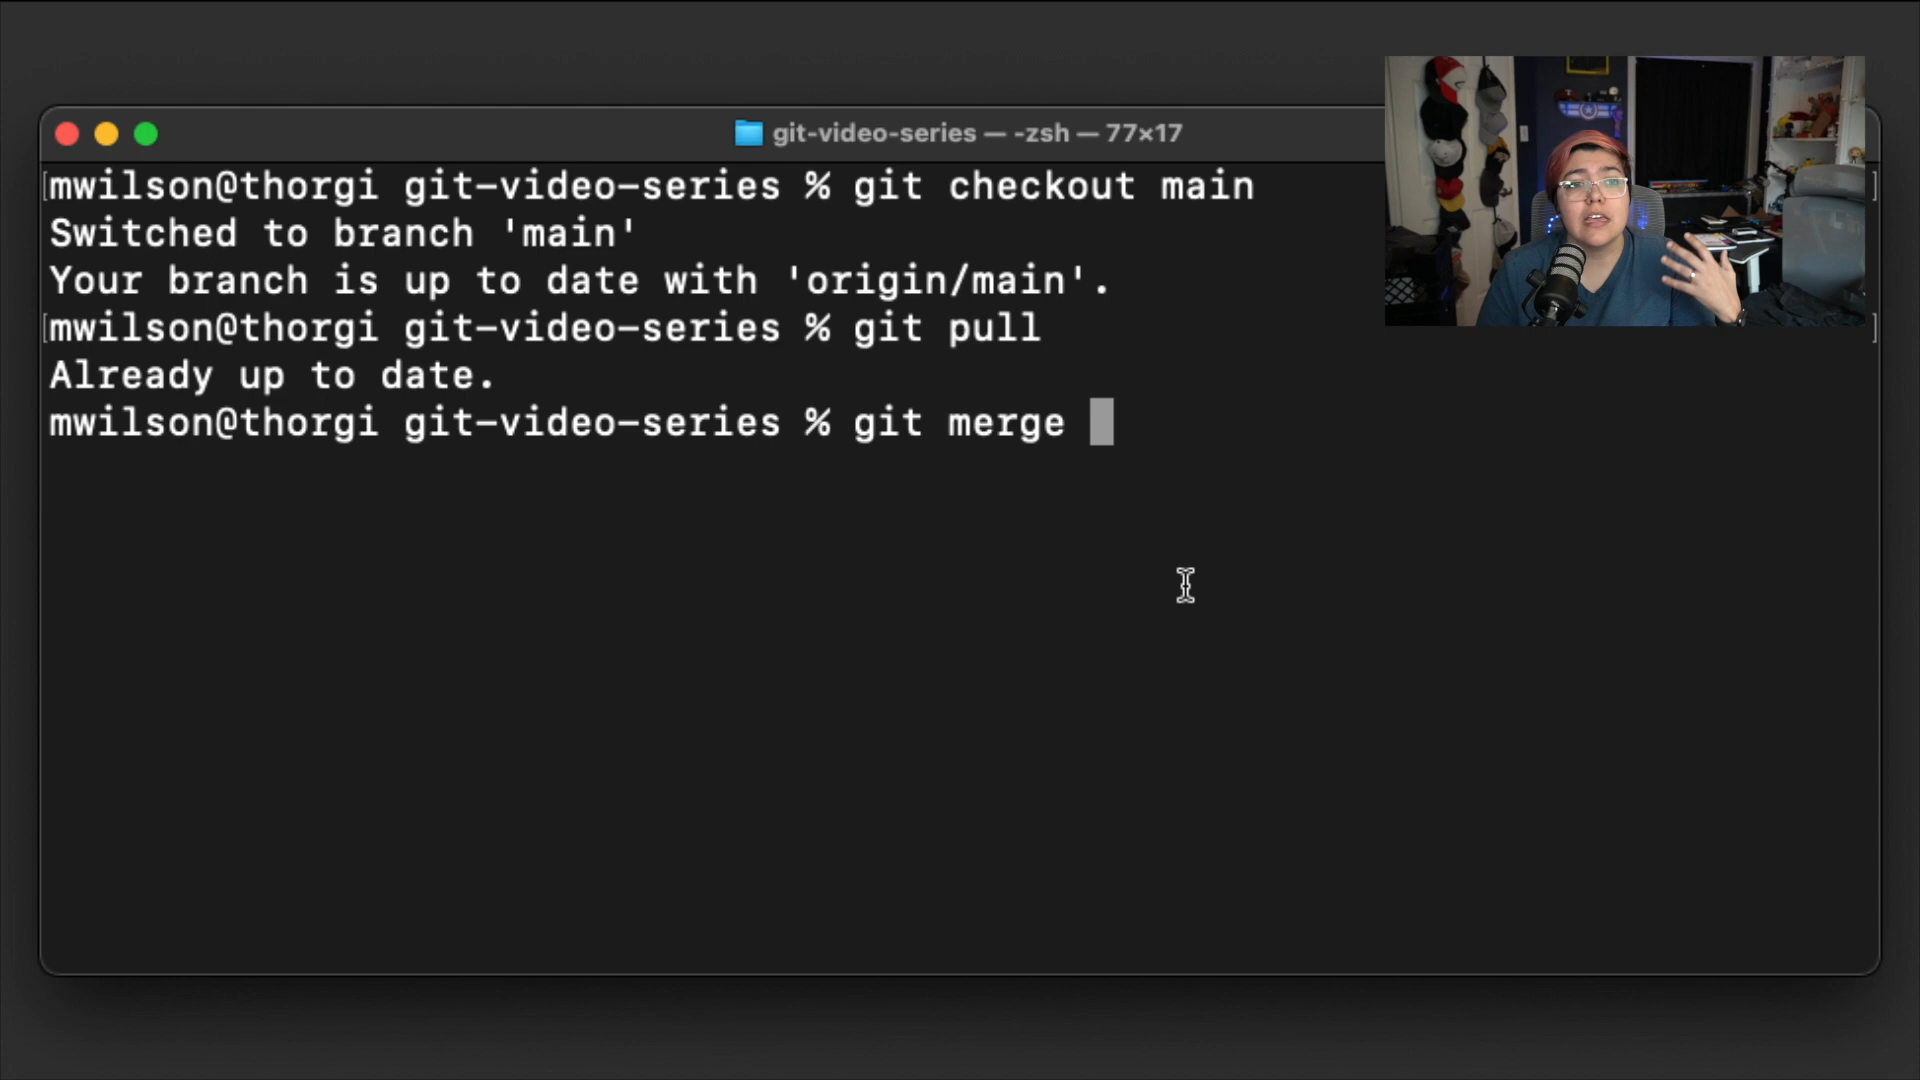 git-video-series — -zsh — 77×17
mwilson@thorgi git-video-series % git checkout main
Switched to branch 'main'
Your branch is up to date with 'origin/main'.
mwilson@thorgi git-video-series % git pull
Already up to date.
mwilson@thorgi git-video-series % git merge